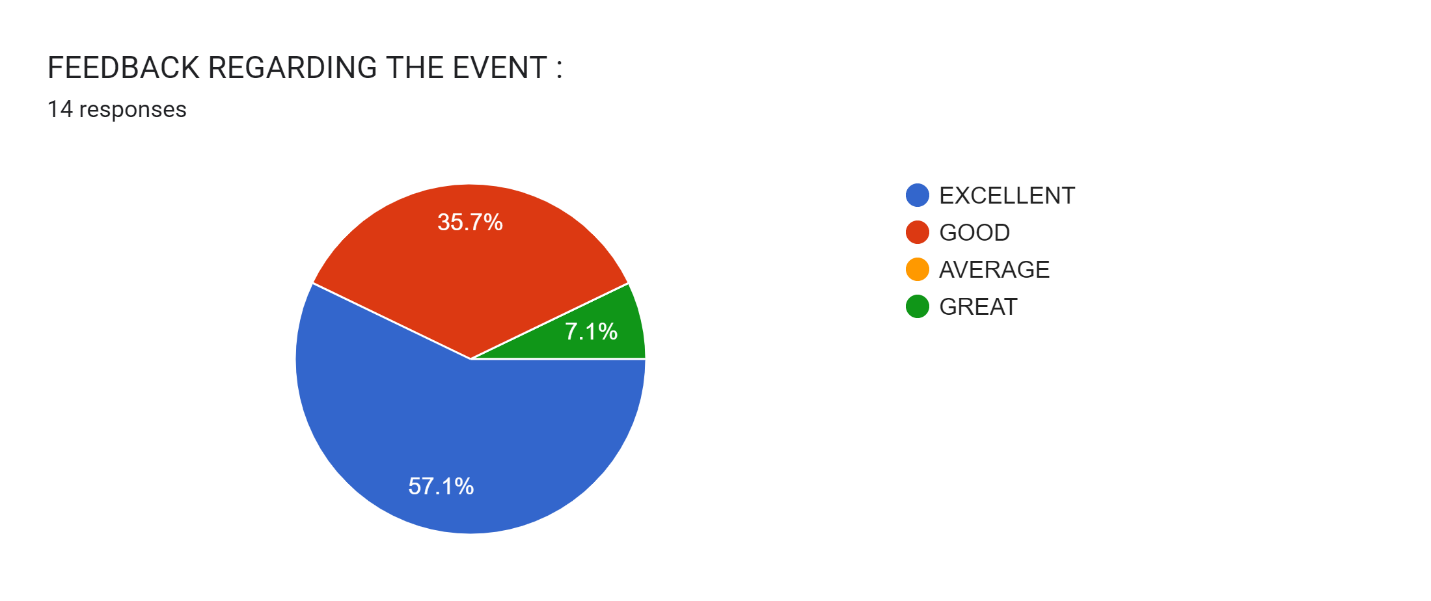 FEEDBACK REGARDING THE EVENT :
14 responses
35.7%
7.1%
57.1%
EXCELLENT
GOOD
AVERAGE
GREAT